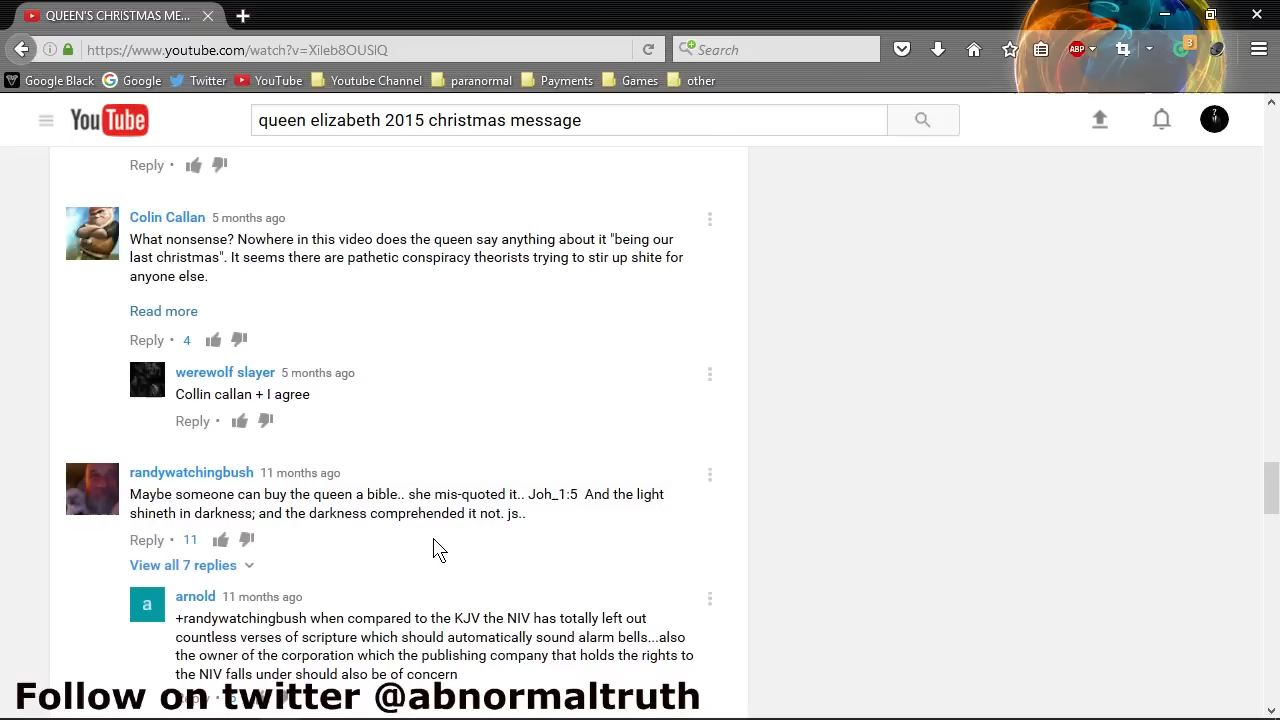 QUEEN'S CHRISTMAS ME...
https://www.youtube.com/watch?v=Xileb8OUSlQ
Search
ABP
3
Google Black
Google
Twitter
YouTube
Youtube Channel
paranormal
Payments
Games
other
YouTube
queen elizabeth 2015 christmas message
Reply •
Colin Callan 5 months ago
What nonsense? Nowhere in this video does the queen say anything about it "being our
last christmas". It seems there are pathetic conspiracy theorists trying to stir up shite for
anyone else.
Read more
Reply • 4
werewolf slayer 5 months ago
Collin callan + I agree
Reply •
randywatchingbush 11 months ago
Maybe someone can buy the queen a bible.. she mis-quoted it.. Joh_1:5 And the light
shineth in darkness; and the darkness comprehended it not. js..
Reply • 11
View all 7 replies
a
arnold 11 months ago
+randywatchingbush when compared to the KJV the NIV has totally left out
countless verses of scripture which should automatically sound alarm bells...also
the owner of the corporation which the publishing company that holds the rights to
the NIV falls under should also be of concern
Follow on twitter @abnormaltruth